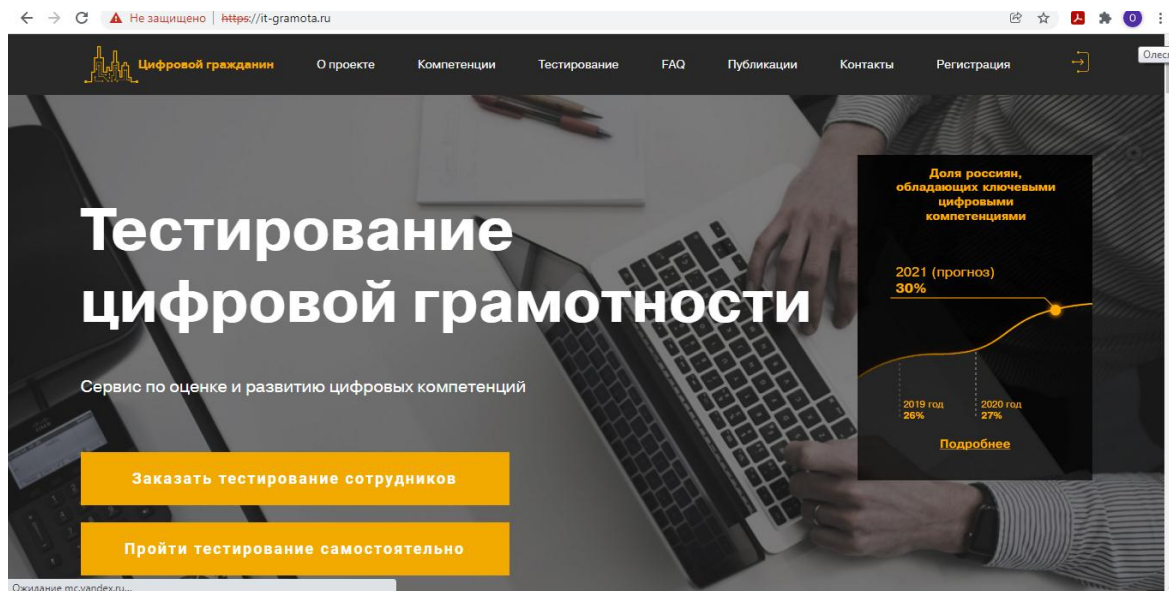 Не защищено | https://it-gramota.ru
О
Олес
Цифровой гражданин
О проекте
Компетенции
Тестирование
FAQ
Публикации
Контакты
Регистрация
Тестирование
цифровой грамотности
Сервис по оценке и развитию цифровых компетенций
Заказать тестирование сотрудников
Пройти тестирование самостоятельно
Доля россиян,
обладающих ключевыми
цифровыми
компетенциями
2021 (прогноз)
30%
2019 год
26%
2020 год
27%
Подробнее
Ожидание mc.yandex.ru...